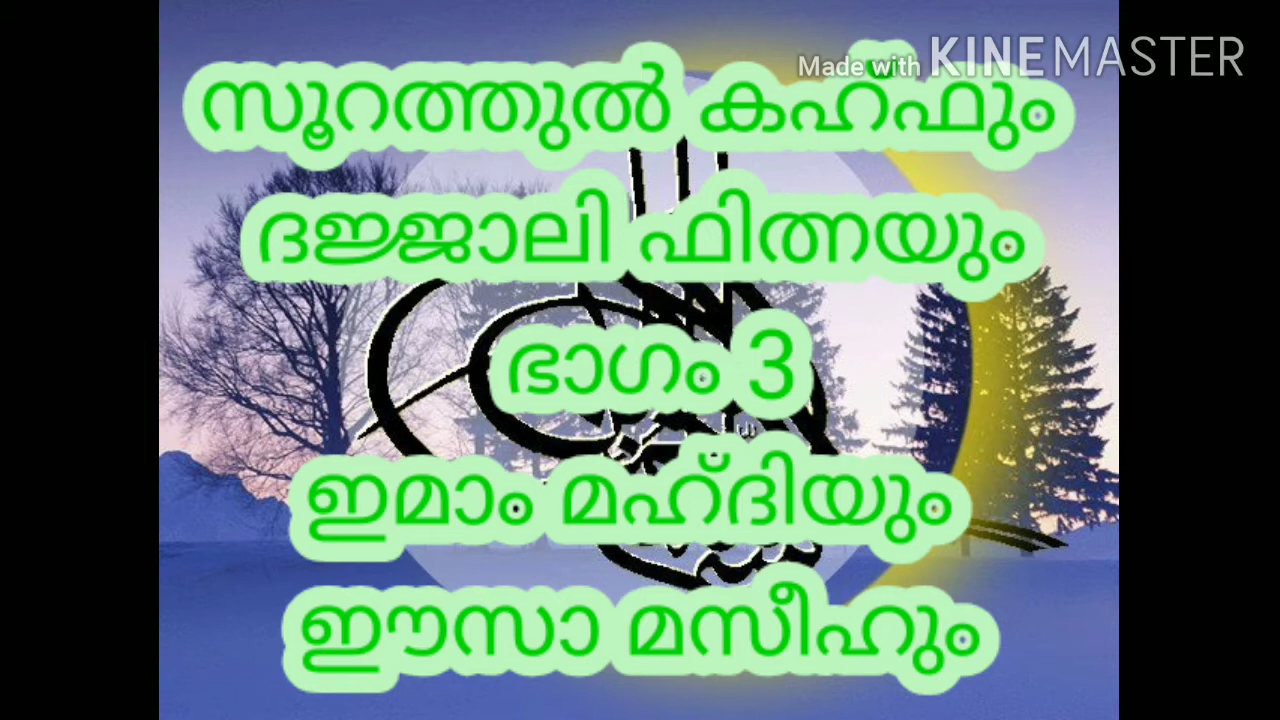 Made with KINEMASTER
സൂറത്തുൽ കഹ്ഫും
ദജ്ജാലി ഫിത്നയും
ഭാഗം 3
ഇമാം മഹ്ദിയും
ഈസാ മസീഹും